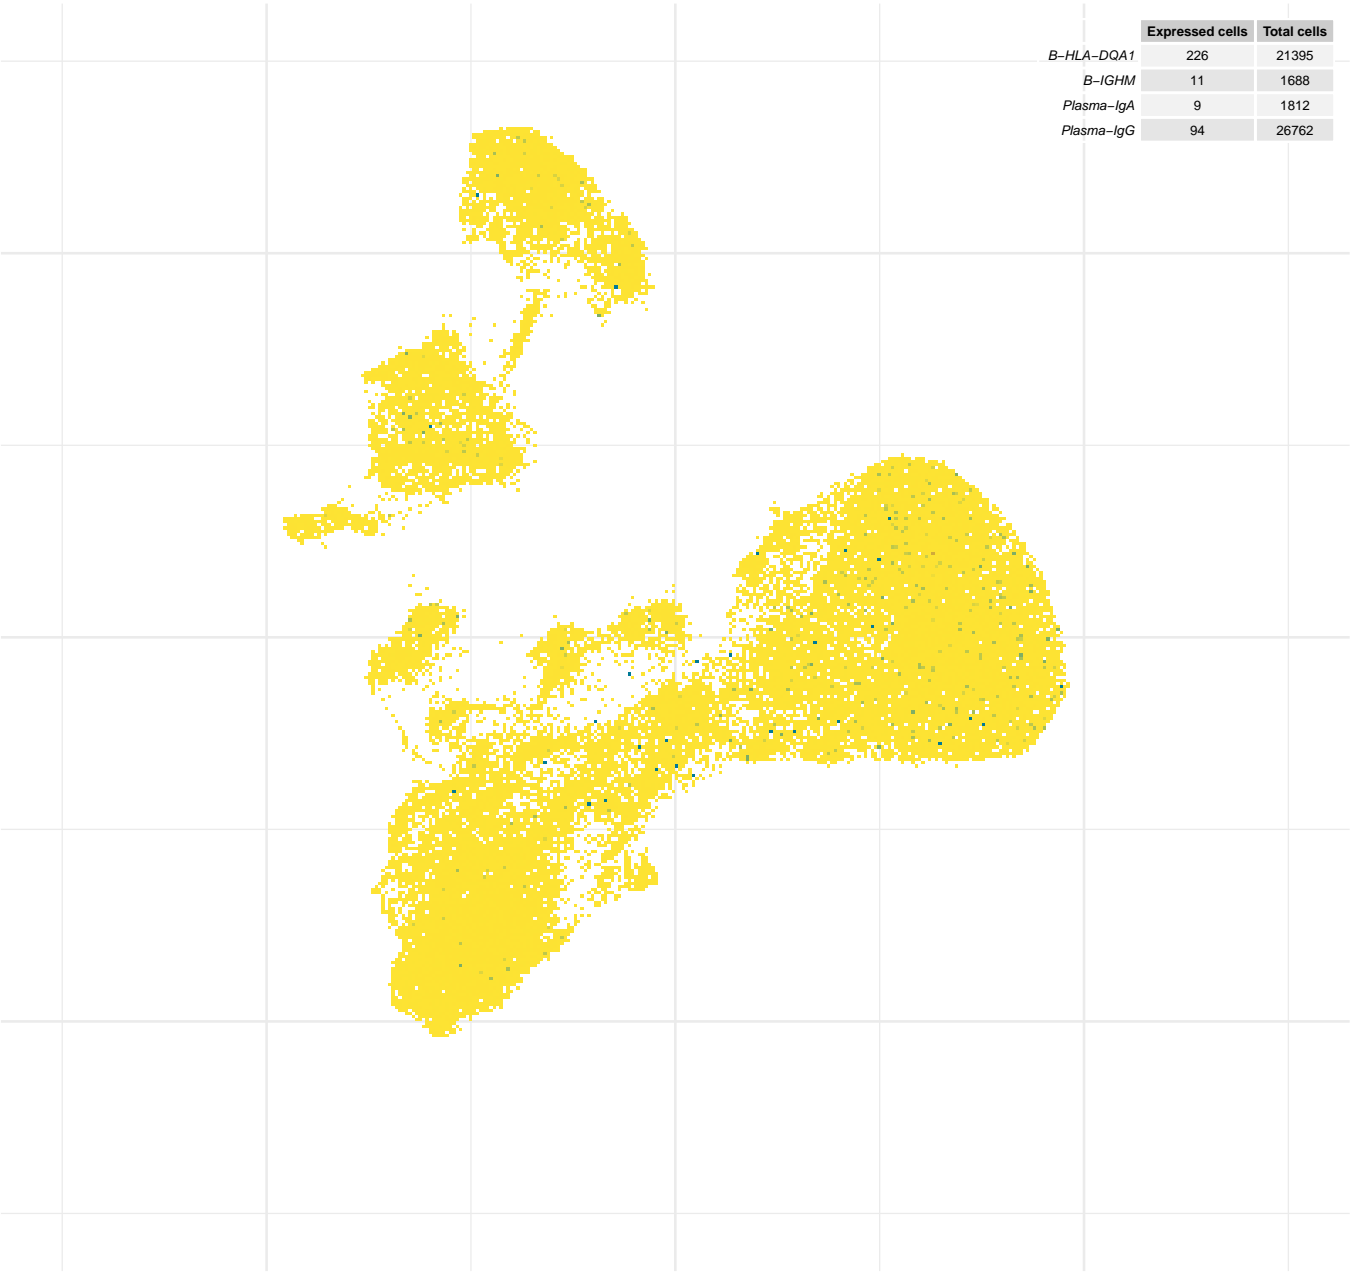 Expressed cells Total cells
B−HLA−DQA1 226 21395
B−IGHM 11 1688
Plasma−IgA 9 1812
Plasma−IgG 94 26762